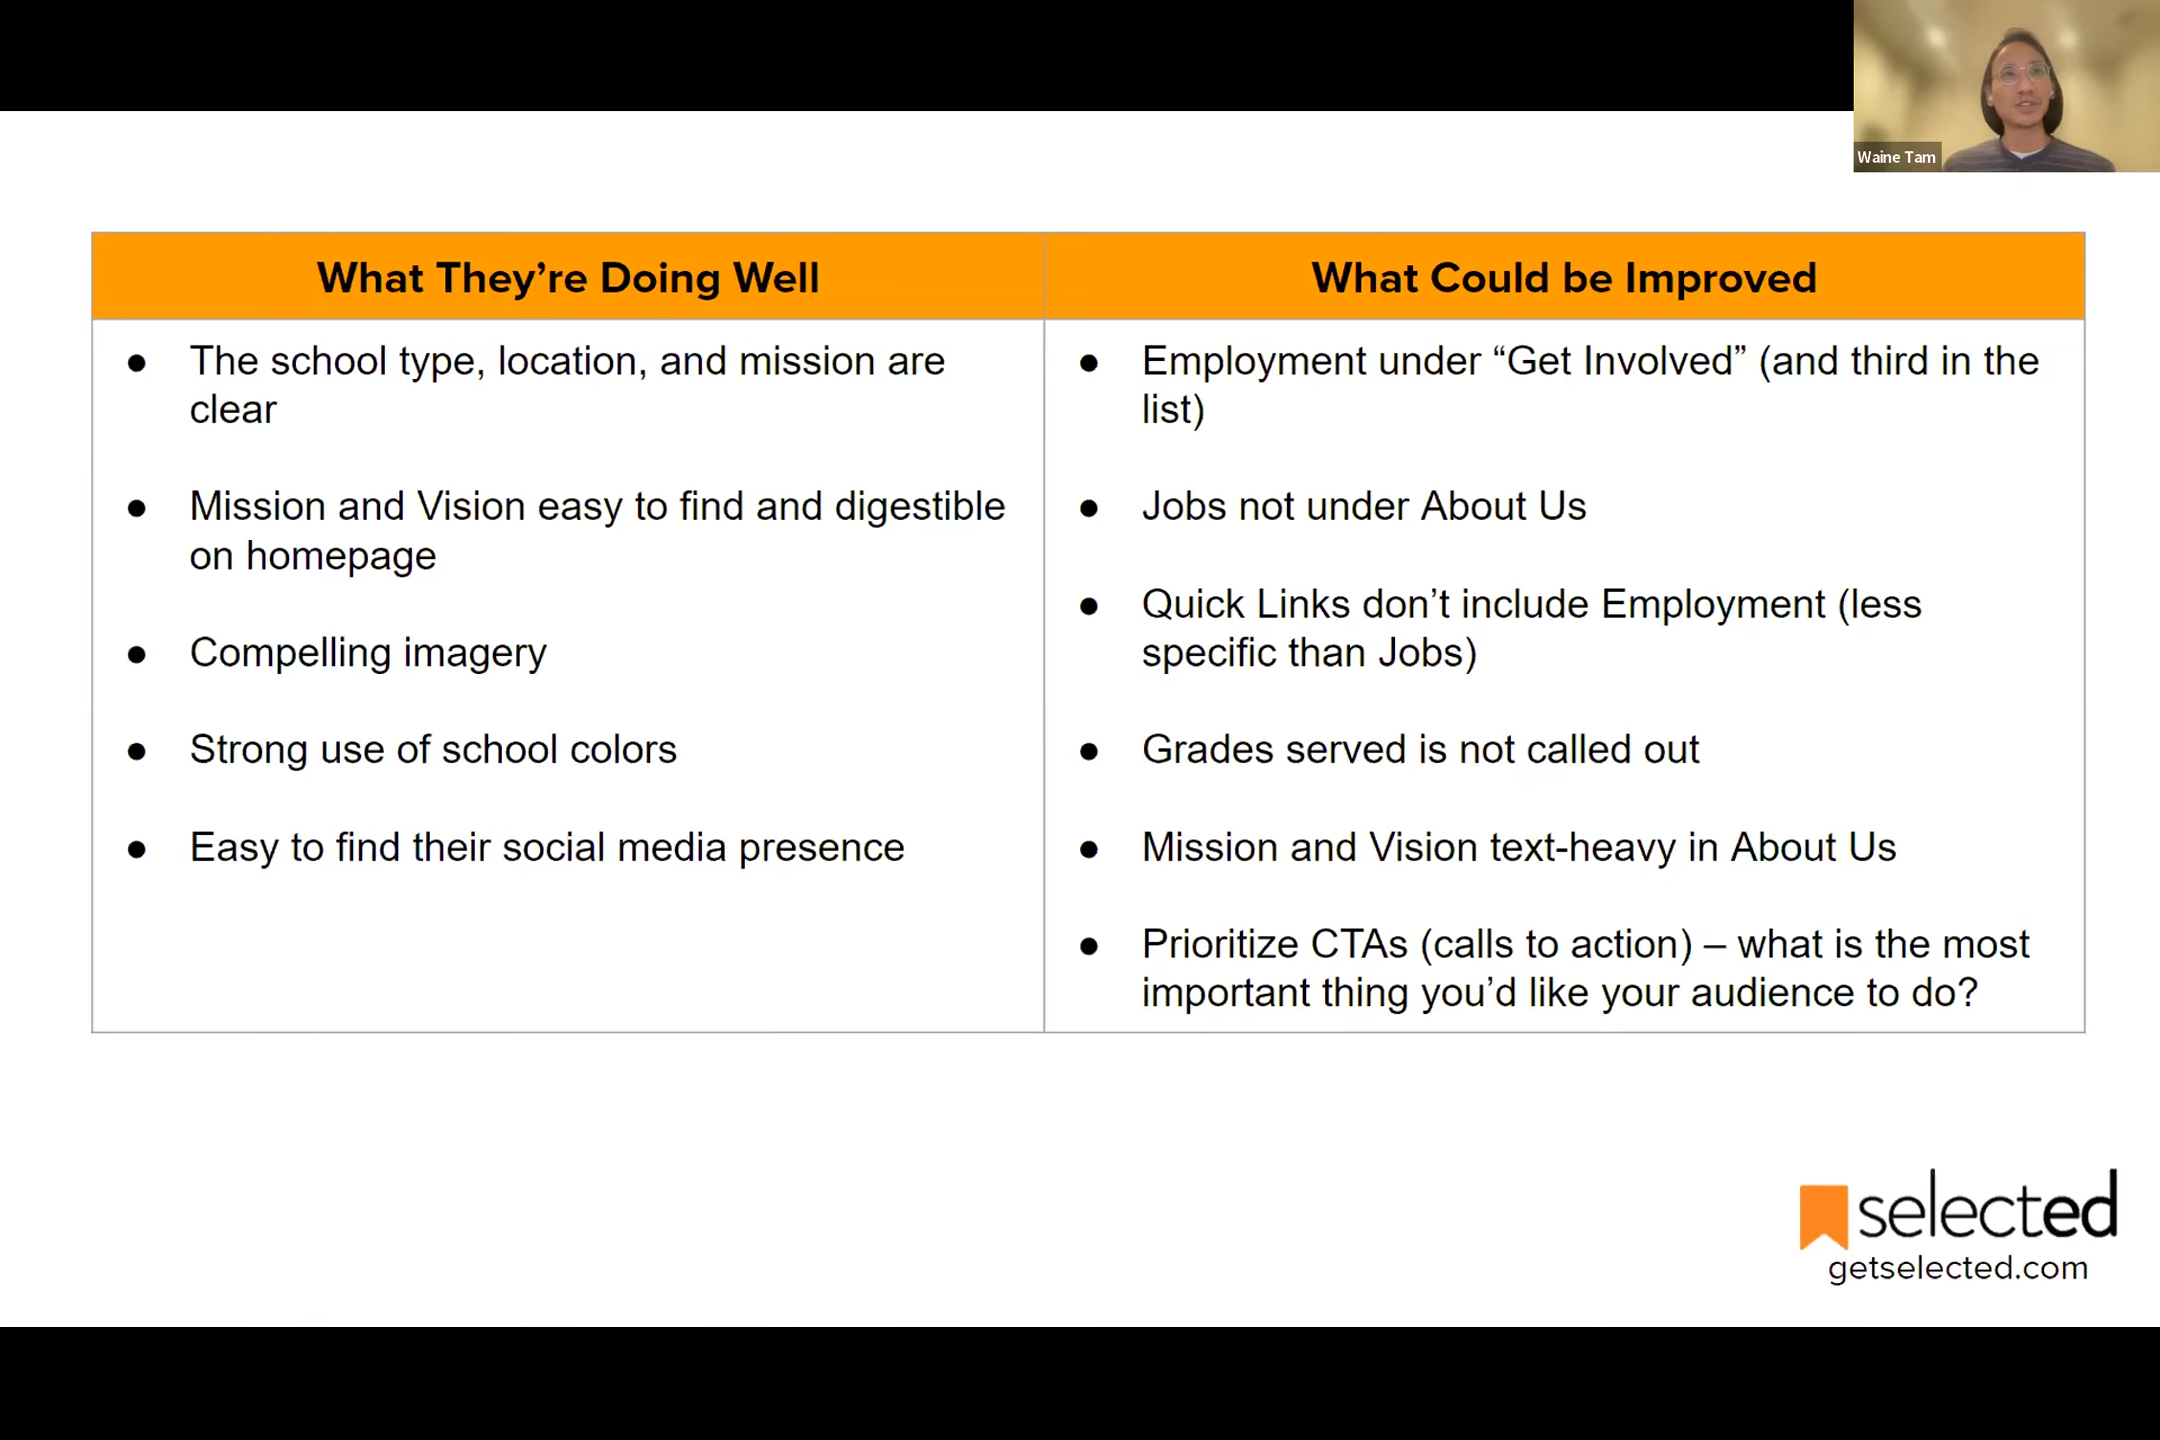 Waine Tam
What They’re Doing Well
What Could be Improved
● The school type, location, and mission are
clear
● Mission and Vision easy to find and digestible
on homepage
● Compelling imagery
● Strong use of school colors
● Easy to find their social media presence
● Employment under “Get Involved” (and third in the
list)
● Jobs not under About Us
● Quick Links don’t include Employment (less
specific than Jobs)
● Grades served is not called out
● Mission and Vision text-heavy in About Us
● Prioritize CTAs (calls to action) – what is the most
important thing you’d like your audience to do?
selected
getselected.com